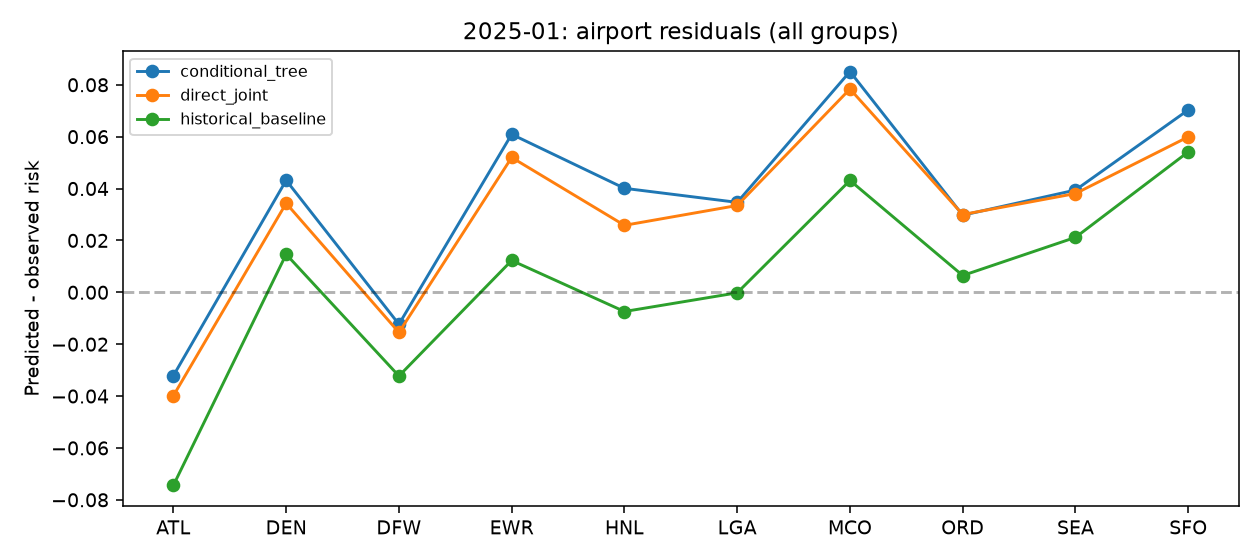 2025-01: airport residuals (all groups)
conditional_tree
direct_joint
historical_baseline
Predicted - observed risk
0.08
0.06
0.04
0.02
0.00
−0.02
−0.04
−0.06
−0.08
ATL DEN DFW EWR HNL LGA MCO ORD SEA SFO